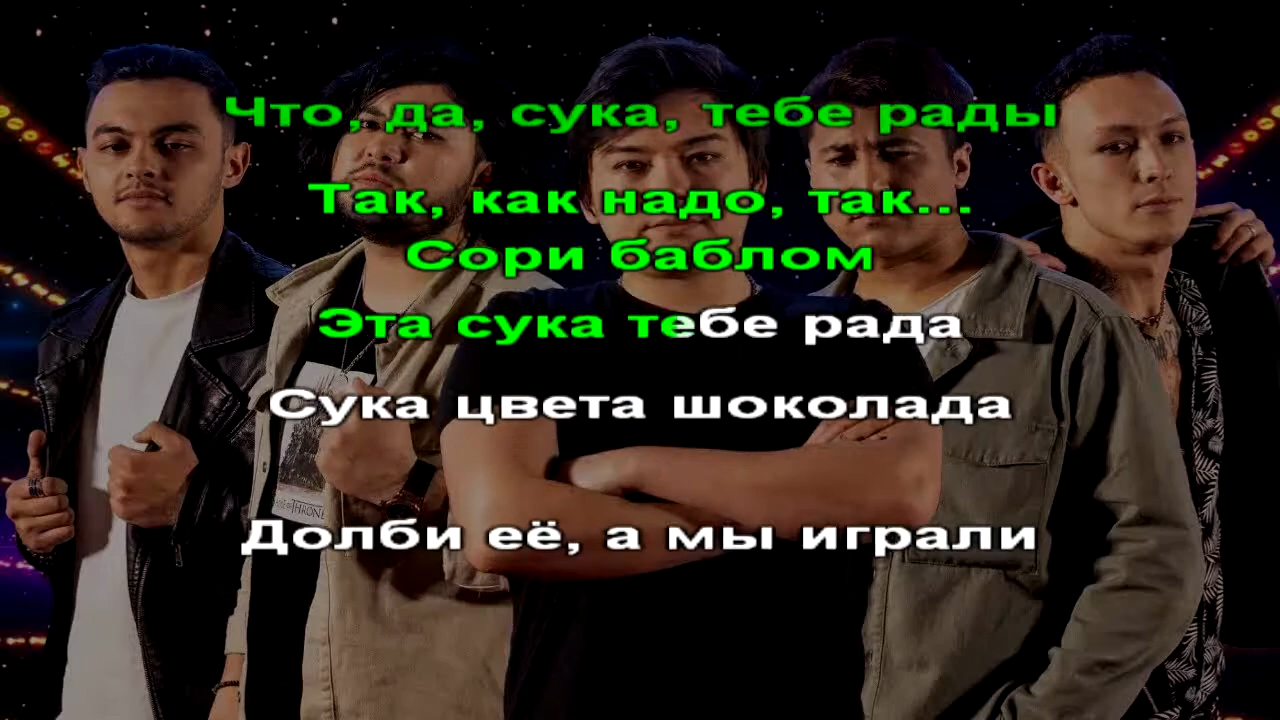 Что, да, сука, тебе рады
Так, как надо, так...
Сори баблом
Эта сука тебе рада
Сука цвета шоколада
THRONE
Долби её, а мы играли